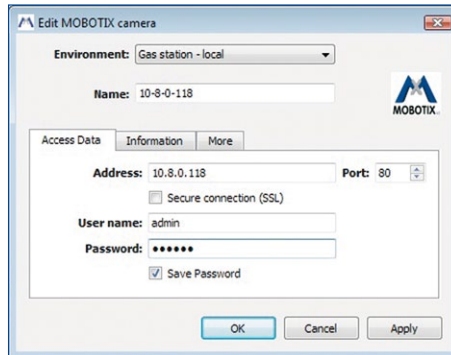 Edit MOBOTIX camera
Environment: Gas station - local
Name: 10-8-0-118
MOBOTIX
Access Data Information More
Address: 10.8.0.118 Port: 80
Secure connection (SSL)
User name: admin
Password: ••••••
Save Password
OK Cancel Apply